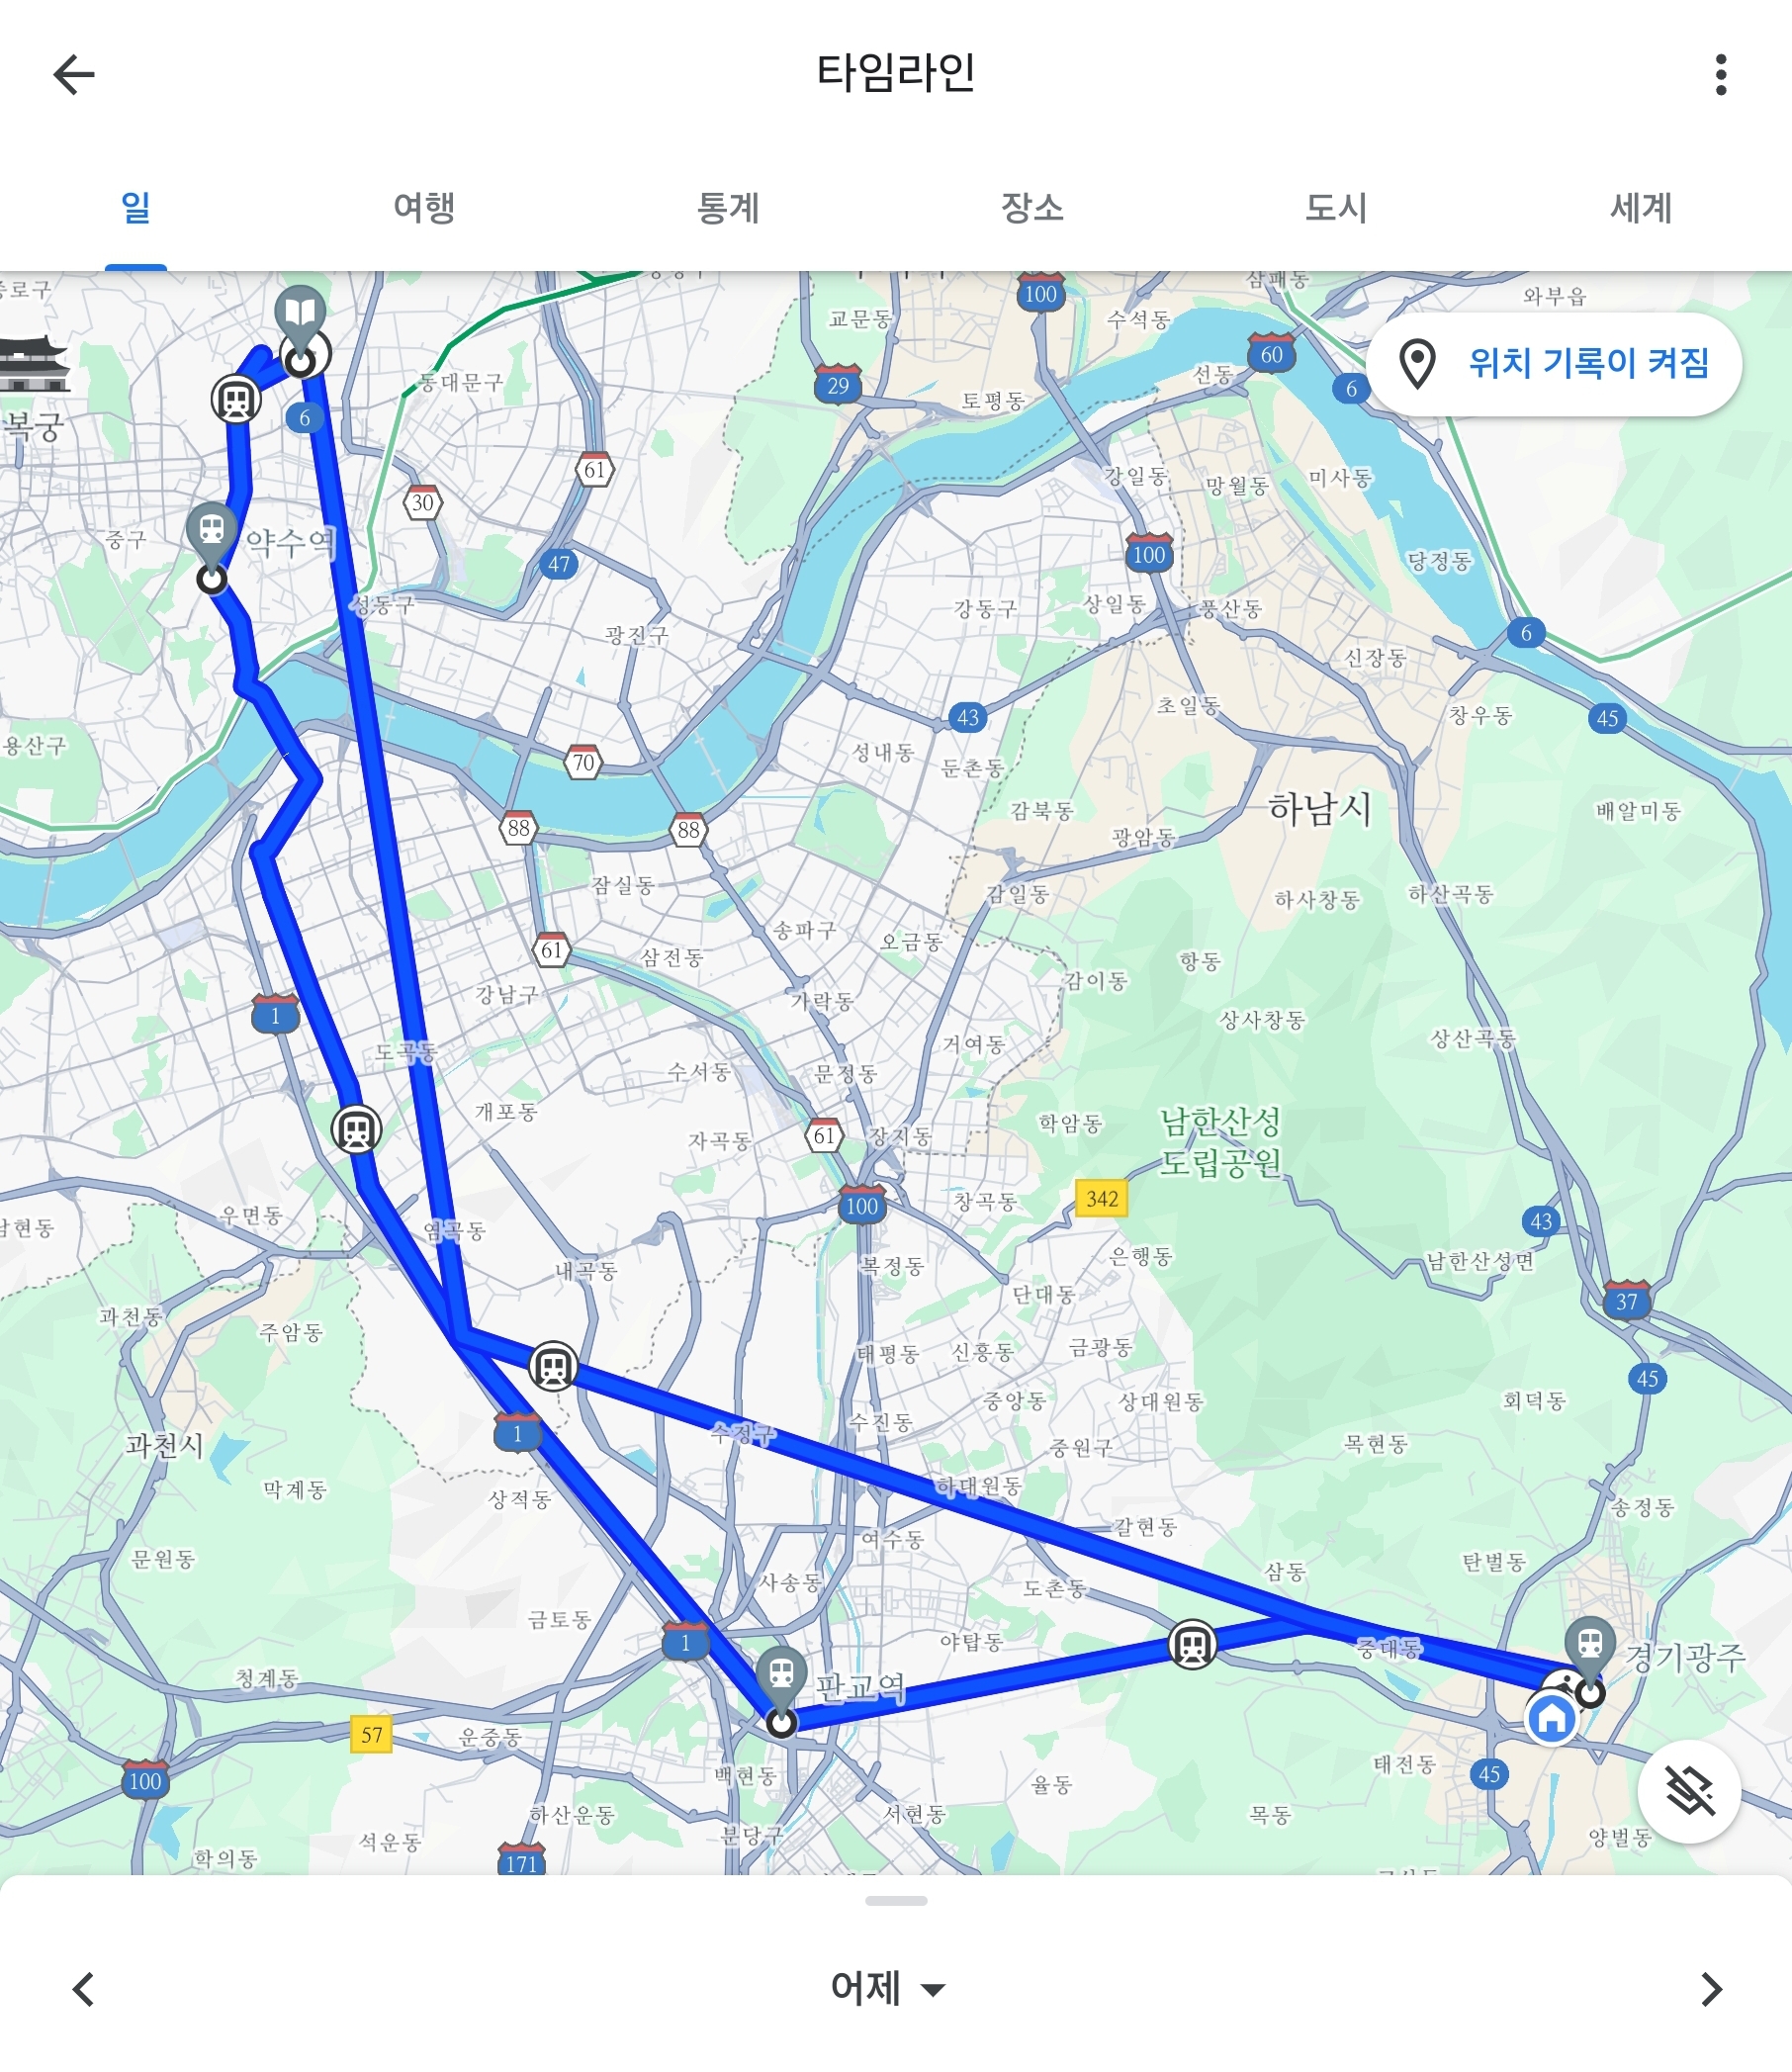 타임라인
일
여행
통계
장소
도시
세계
위치 기록이 켜짐
100
삼패동
와부읍
교문동
수석동
60
29
선동
6
동대문구
토평동
복궁
6
61
강일동
망월동
미사동
30
중구
약수역
47
100
당정동
성동구
강동구
상일동
풍산동
광진구
6
신장동
43
초일동
창우동
45
용산구
70
성내동
둔촌동
88
88
감북동
하남시
배알미동
광암동
잠실동
감일동
하사창동
하산곡동
송파구
오금동
61
삼전동
항동
감이동
강남구
가락동
1
상사창동
도곡동
거여동
상산곡동
수서동
문정동
개포동
학암동
남한산성
도립공원
자곡동
61
장지동
342
창곡동
100
우면동
43
남현동
염곡동
은행동
남한산성면
내곡동
복정동
단대동
37
과천동
주암동
태평동
신흥동
금광동
45
중앙동
상대원동
회덕동
1
수정구
수진동
과천시
중원구
목현동
막계동
상적동
하대원동
송정동
갈현동
여수동
문원동
탄벌동
사송동
삼동
도촌동
금토동
1
야탑동
중대동
경기광주
청계동
판교역
57
운중동
100
백현동
율동
태전동
45
하산운동
서현동
목동
석운동
분당구
양벌동
학의동
171
어제